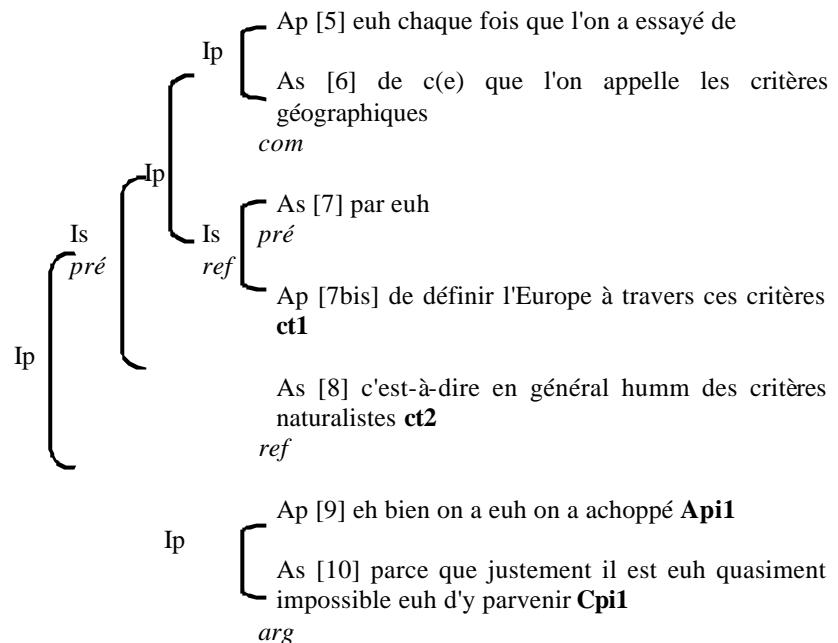 Ap [5] euh chaque fois que l'on a essayé de
Ip
As [6] de c(e) que l'on appelle les critères
géographiques
com
Ip
As [7] par euh
Is Is pré
pré ref
Ap [7bis] de définir l'Europe à travers ces critères
ct1
Ip
As [8] c'est-à-dire en général humm des critères
naturalistes ct2
ref
Ap [9] eh bien on a euh on a achoppé Api1
Ip
As [10] parce que justement il est euh quasiment
impossible euh d'y parvenir Cpi1
arg